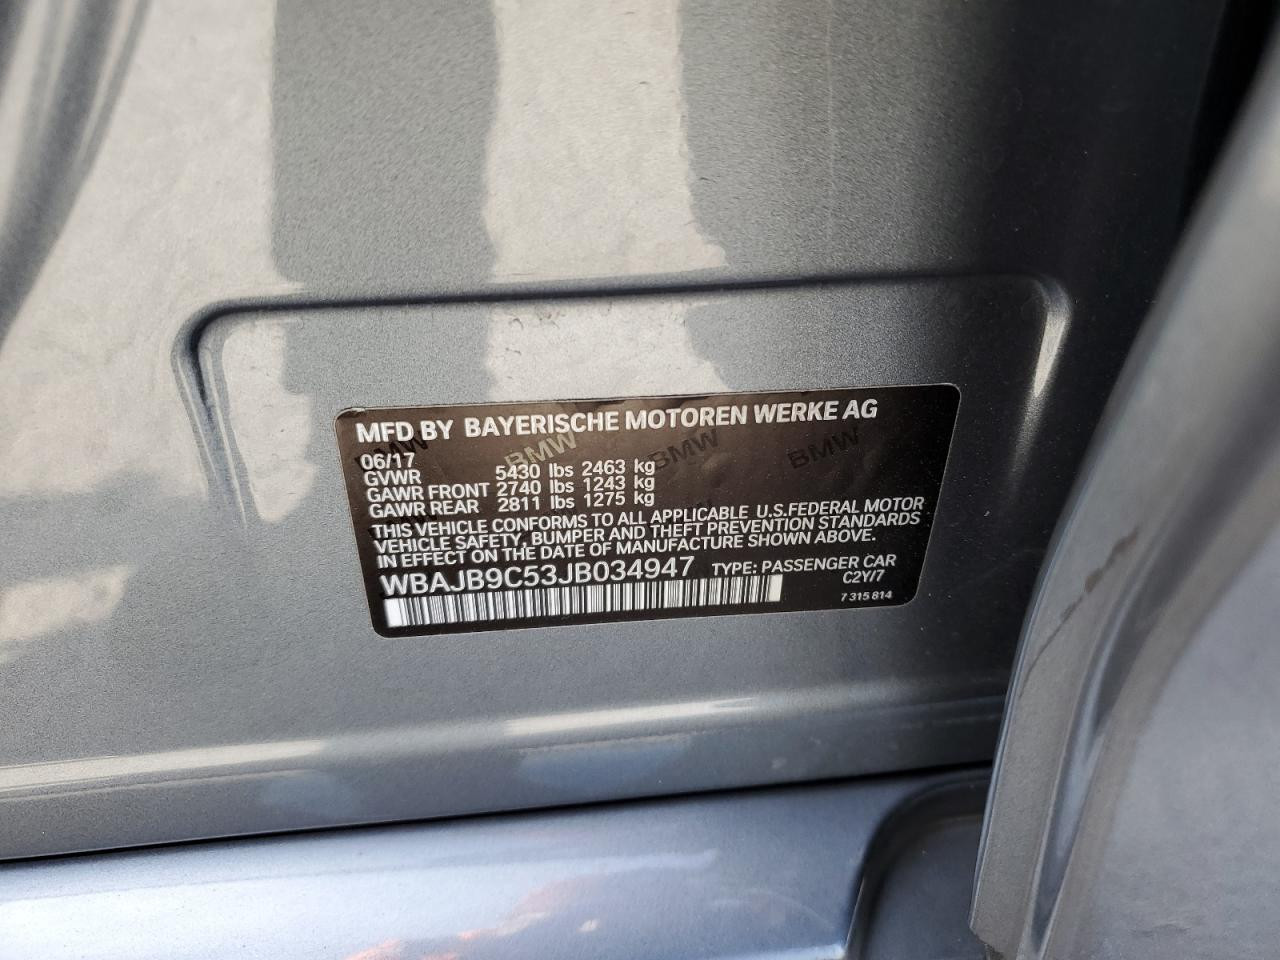 MFD BY BAYERISCHE MOTOREN WERKE AG
06/17
GVWR 5430 lbs 2463 kg
GAWR FRONT 2740 lbs 1243 kg
GAWR REAR 2811 lbs 1275 kg
THIS VEHICLE CONFORMS TO ALL APPLICABLE U.S.FEDERAL MOTOR
VEHICLE SAFETY, BUMPER AND THEFT PREVENTION STANDARDS
IN EFFECT ON THE DATE OF MANUFACTURE SHOWN ABOVE.
WBAJB9C53JB034947 TYPE: PASSENGER CAR
C2Y/7
7 315 814
BMW BMW BMW BMW